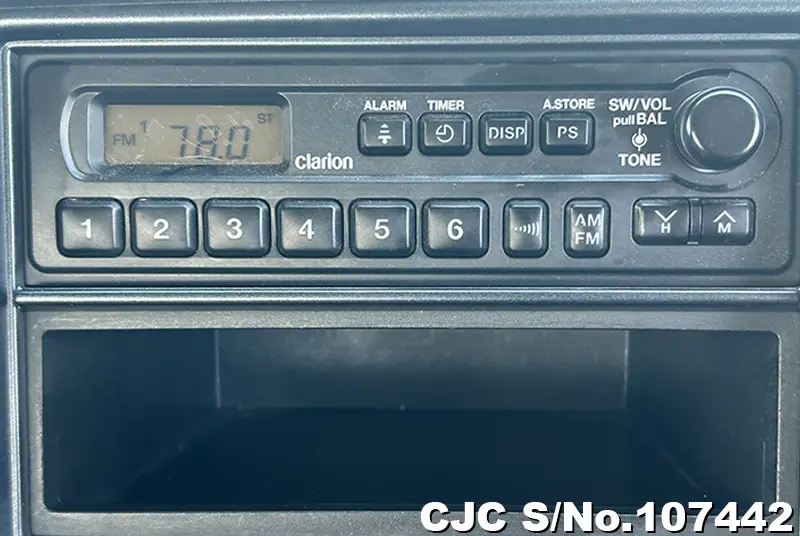 ALARM TIMER A.STORE SW/VOL
pull BAL
FM 1 78.0 ST
DISP PS
clarion TONE
1 2 3 4 5 6 AM H M
FM
CJC S/No.107442